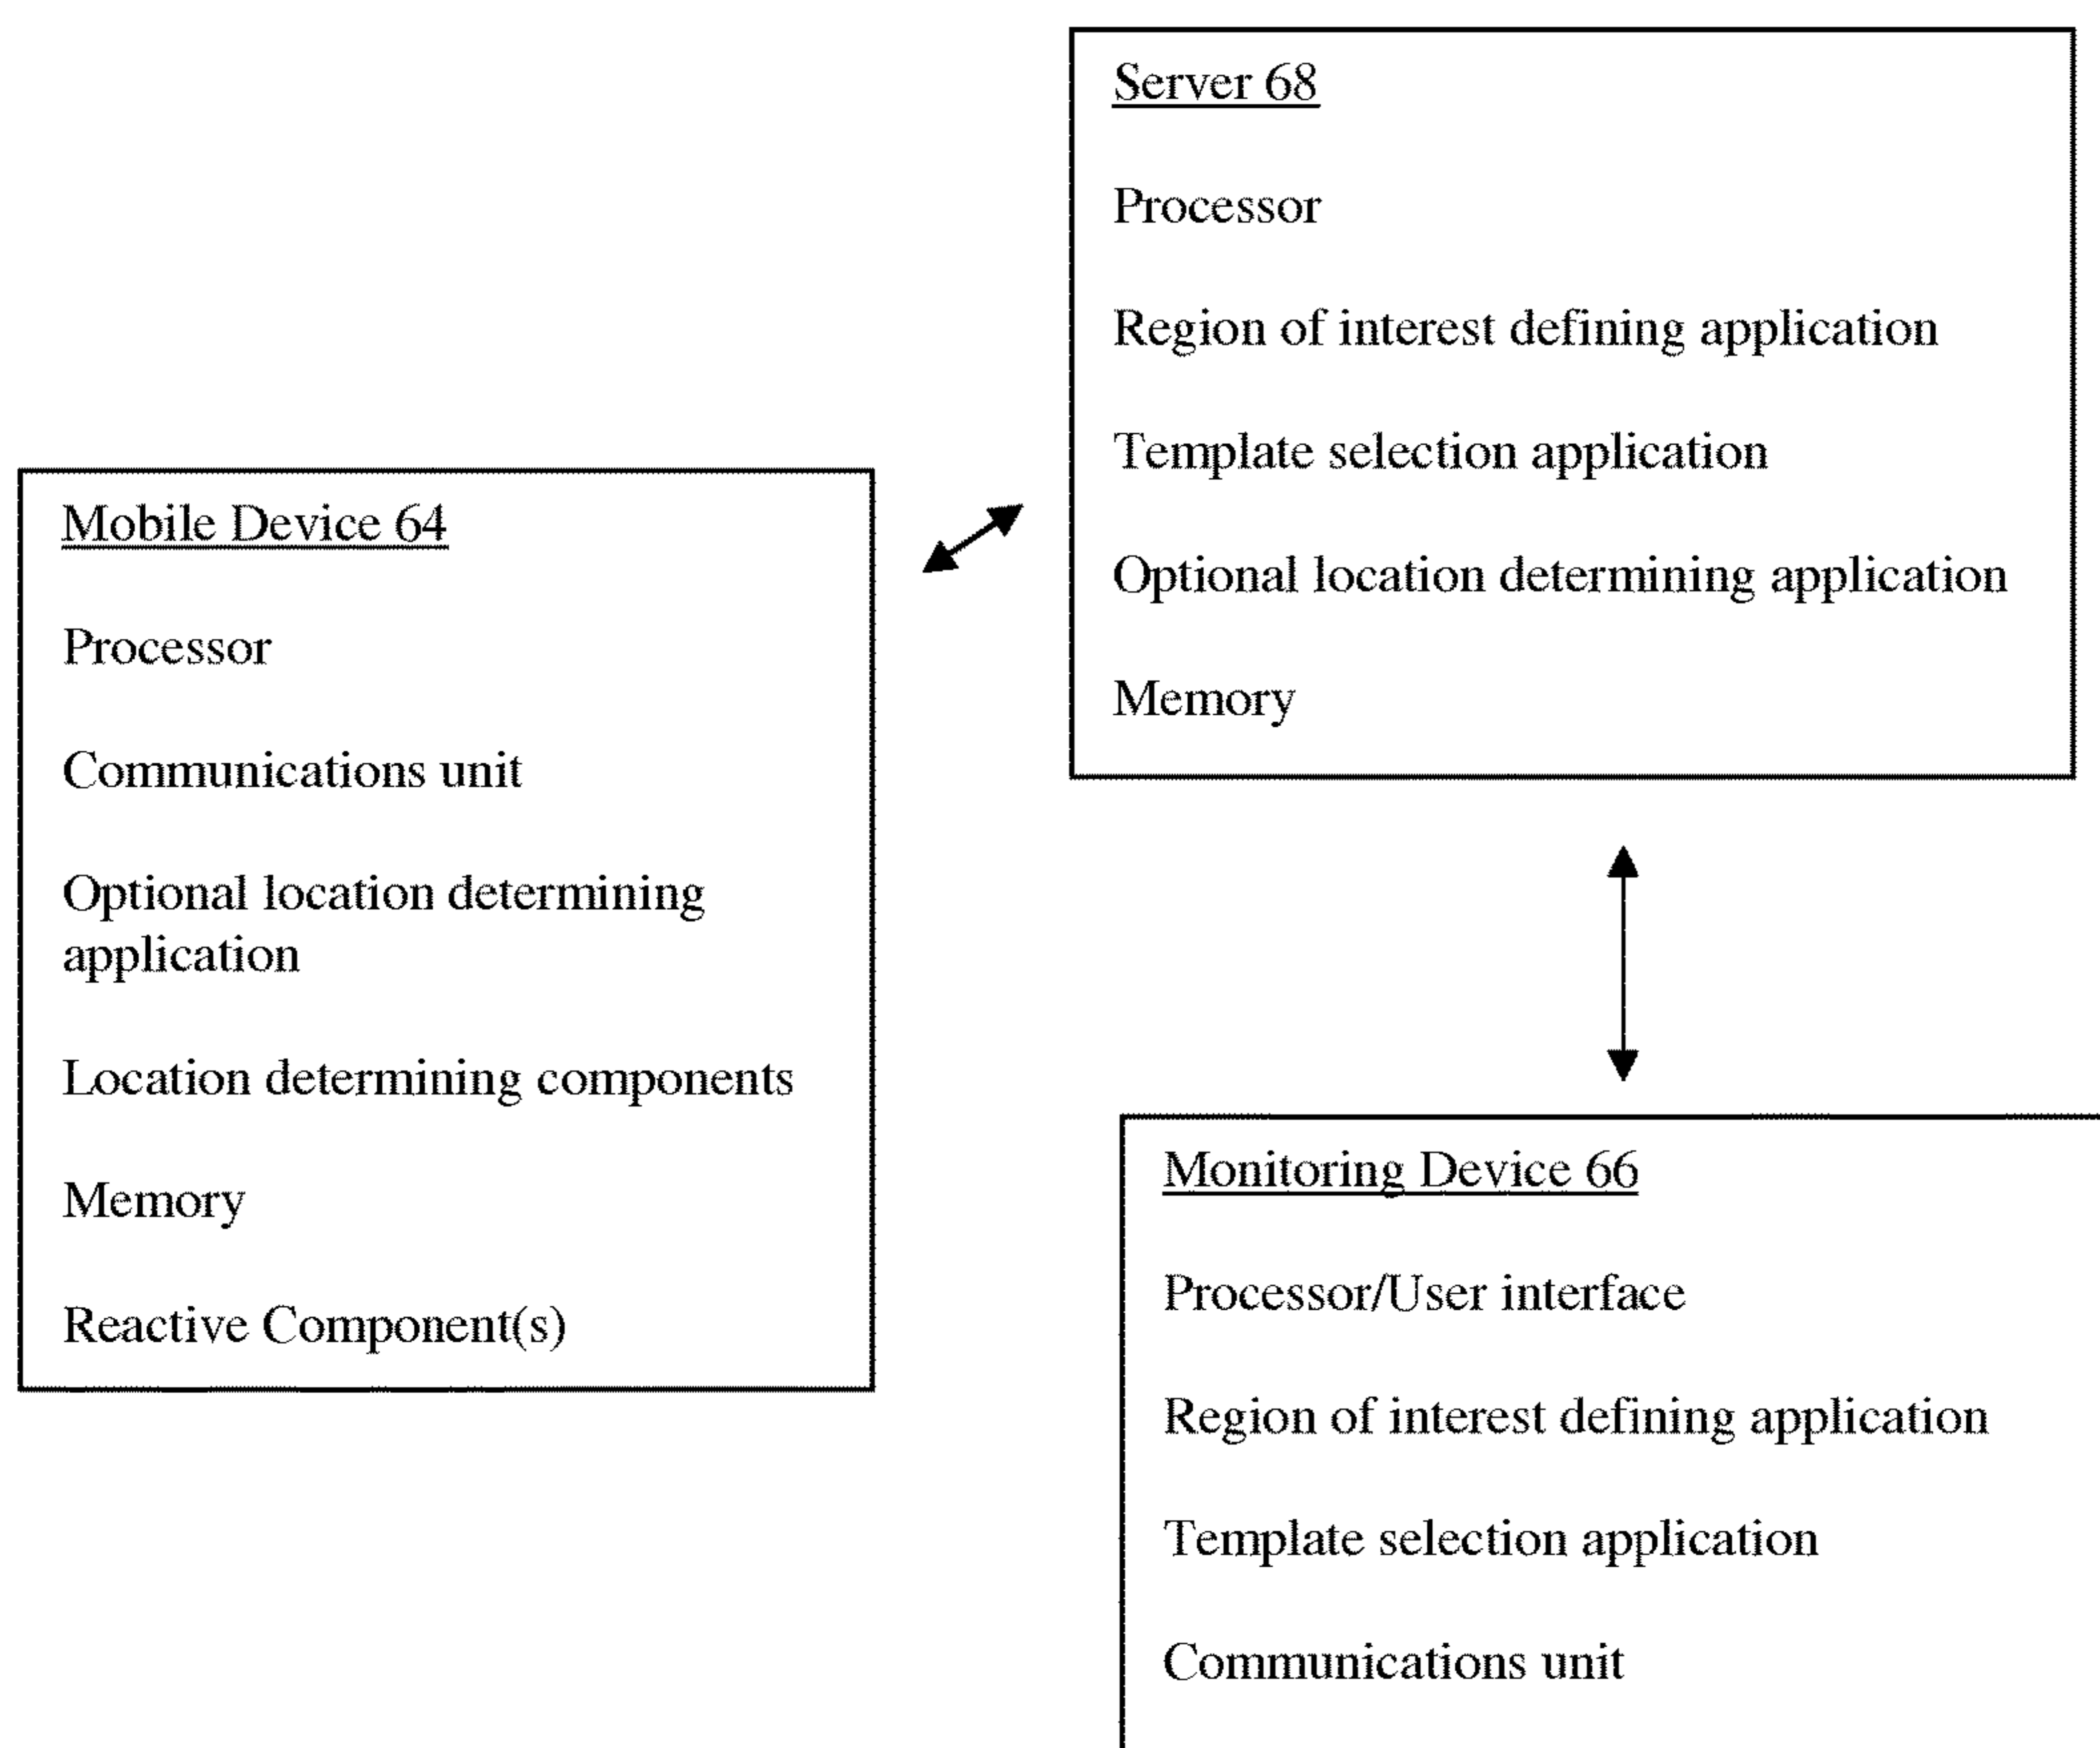 Server 68
Processor
Region of interest defining application
Template selection application
Optional location determining application
Memory
Mobile Device 64
Processor
Communications unit
Optional location determining
application
Location determining components
Memory
Reactive Component(s)
Monitoring Device 66
Processor/User interface
Region of interest defining application
Template selection application
Communications unit